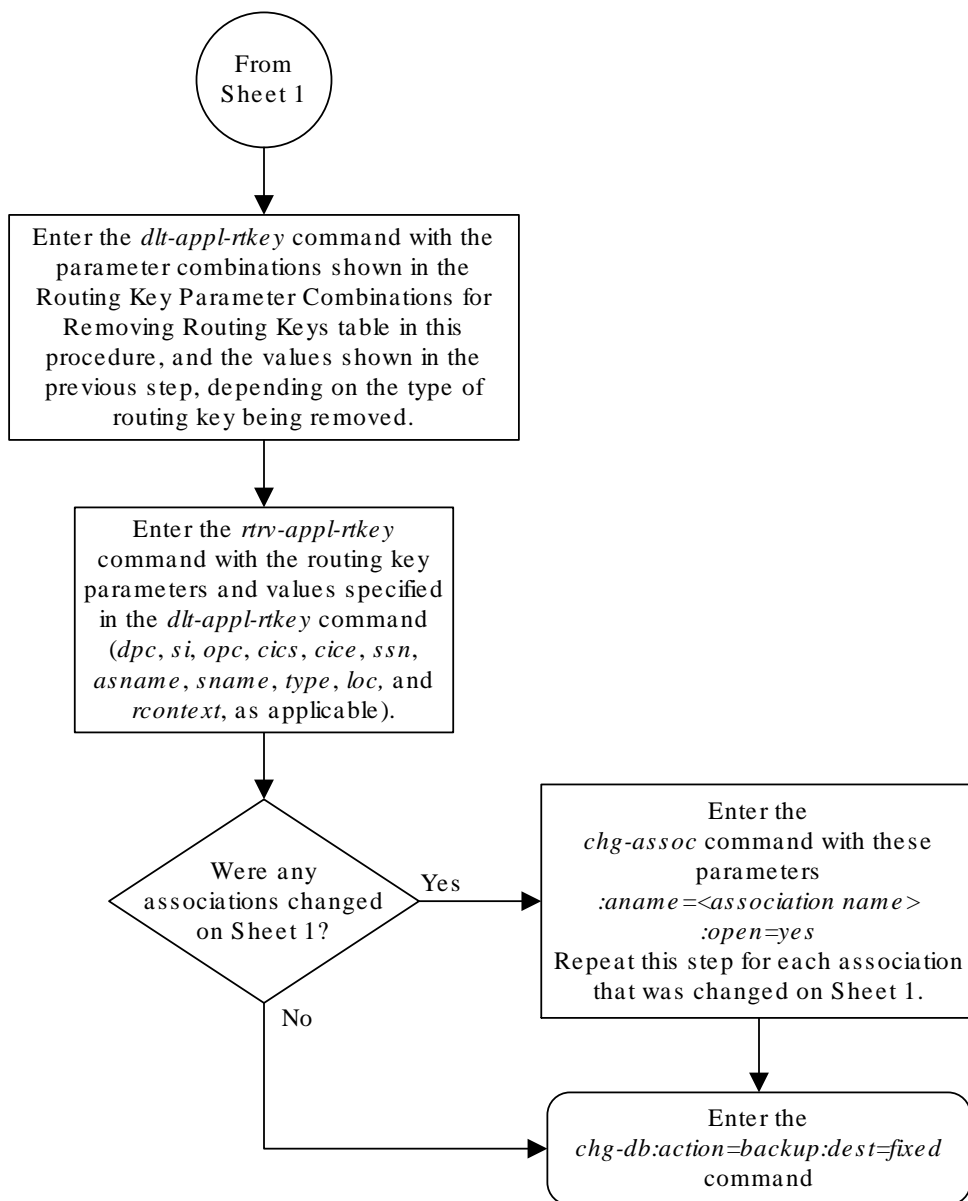 From
Sheet 1
Enter the dlt-appl-rtkey command with the
parameter combinations shown in the
Routing Key Parameter Combinations for
Removing Routing Keys table in this
procedure, and the values shown in the
previous step, depending on the type of
routing key being removed.
Enter the rtrv-appl-rtkey
command with the routing key
parameters and values specified
in the dlt-appl-rtkey command
(dpc, si, opc, cics, cice, ssn,
asname, sname, type, loc, and
rcontext, as applicable).
Were any
associations changed
on Sheet 1?
Yes
No
Enter the
chg-assoc command with these
parameters
:aname=<association name>
:open=yes
Repeat this step for each association
that was changed on Sheet 1.
Enter the
chg-db:action=backup:dest=fixed
command